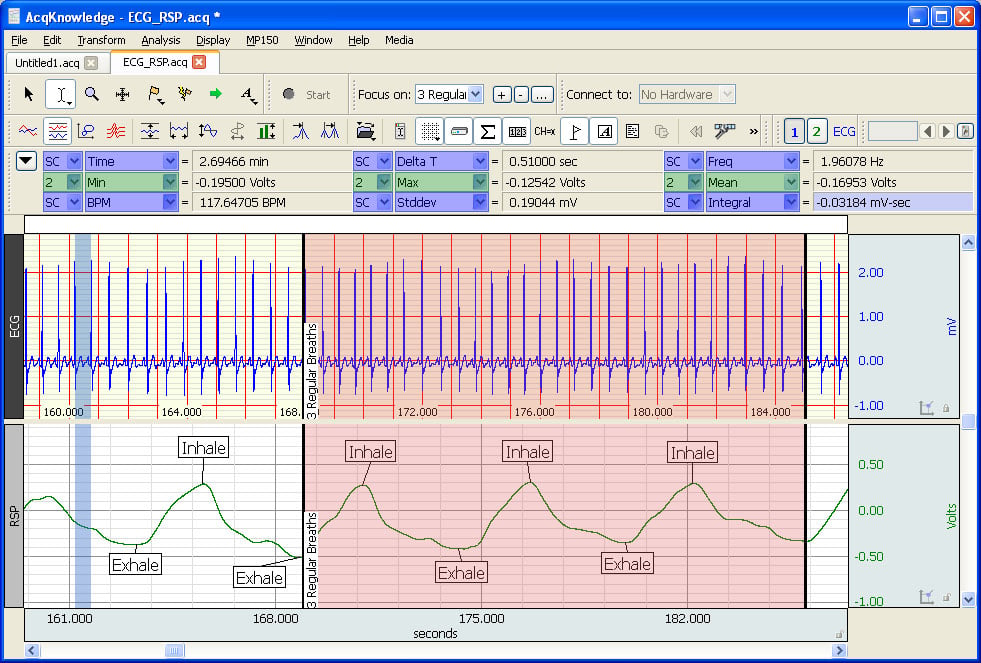 AcqKnowledge - ECG_RSP.acq *
File Edit Transform Analysis Display MP150 Window Help Media
Untitled1.acq ECG_RSP.acq
Start Focus on: 3 Regular Connect to: No Hardware
CH× 1 2 ECG
SC Time = 2.69466 min SC Delta T = 0.51000 sec SC Freq = 1.96078 Hz
2 Min = -0.19500 Volts 2 Max = -0.12542 Volts 2 Mean = -0.16953 Volts
SC BPM = 117.64705 BPM SC Stddev = 0.19044 mV SC Integral = -0.03184 mV-sec
ECG
3 Regular Breaths
2.00
1.00
0.00
-1.00
mV
160.000 164.000 168. 172.000 176.000 180.000 184.000
RSP
Inhale Inhale Inhale Inhale
Exhale Exhale Exhale Exhale
3 Regular Breaths
0.50
0.00
-0.50
-1.00
Volts
161.000 168.000 175.000 182.000
seconds